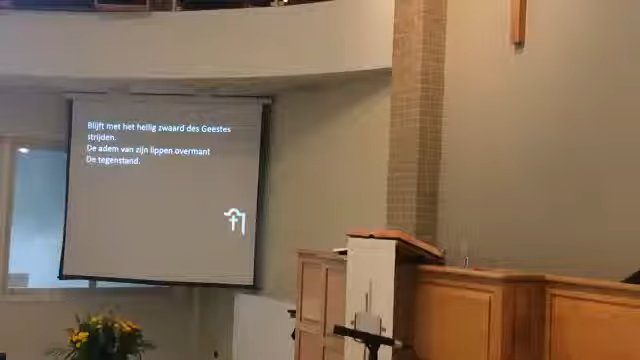 Blijft met het heilig zwaard des Geestes
strijden.
De adem van zijn lippen overmant
De tegenstand.